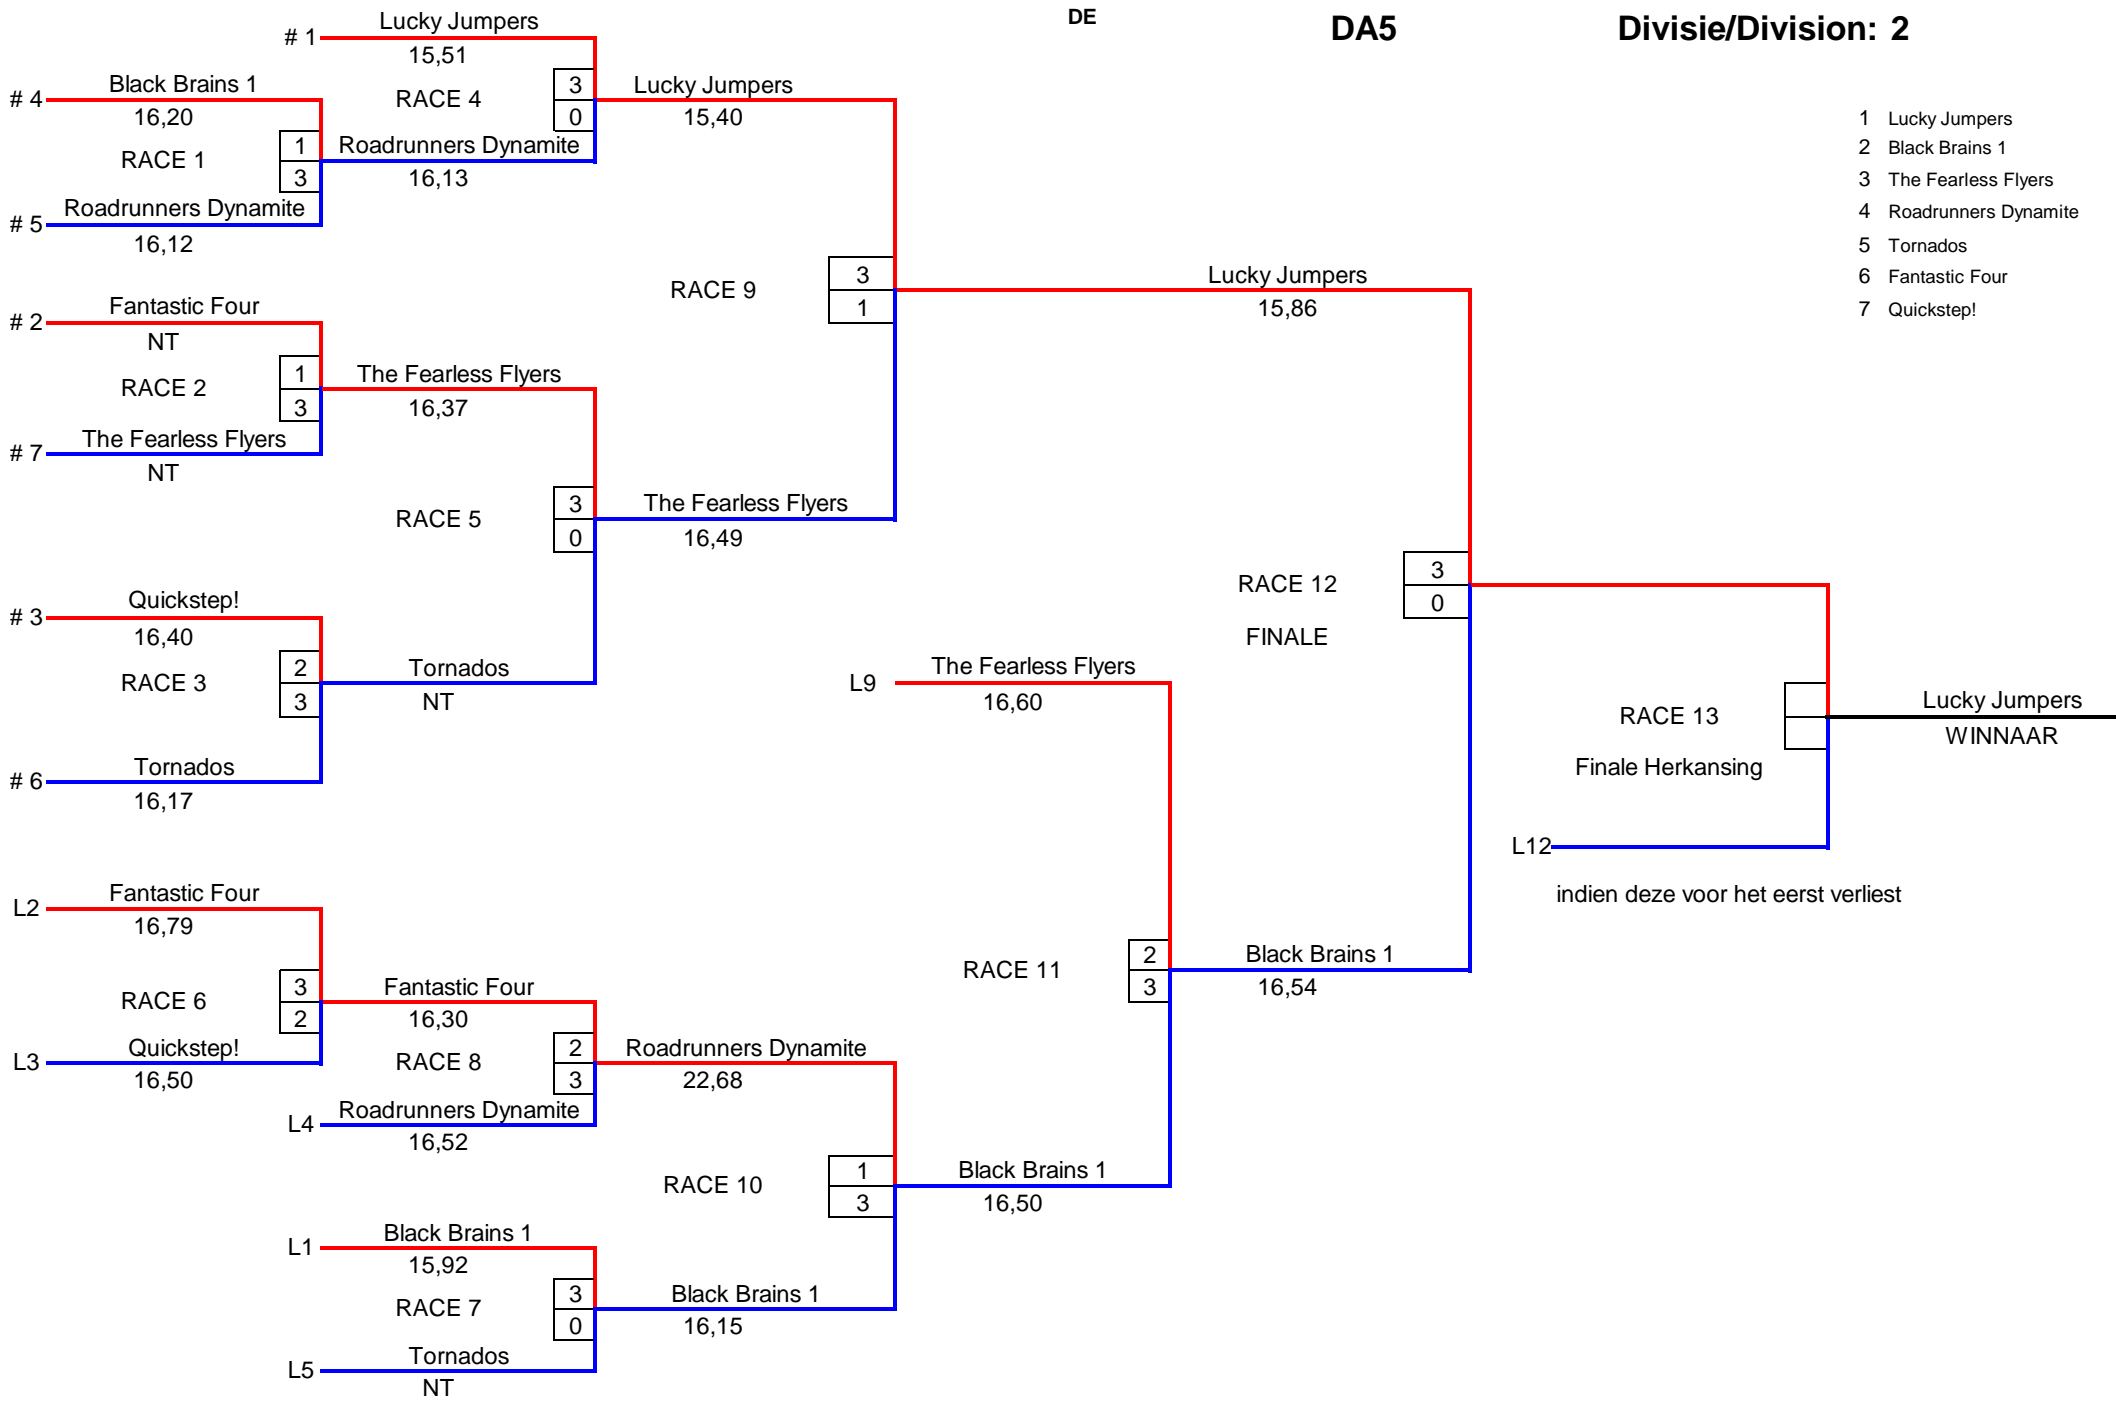 DE
DA5
Divisie/Division: 2
1 Lucky Jumpers
2 Black Brains 1
3 The Fearless Flyers
4 Roadrunners Dynamite
5 Tornados
6 Fantastic Four
7 Quickstep!
# 1
Lucky Jumpers
15,51
# 4
Black Brains 1
16,20
RACE 4
3
0
Lucky Jumpers
15,40
RACE 1
1
3
Roadrunners Dynamite
16,13
# 5
Roadrunners Dynamite
16,12
RACE 9
3
1
Lucky Jumpers
15,86
# 2
Fantastic Four
NT
RACE 2
1
3
The Fearless Flyers
16,37
# 7
The Fearless Flyers
NT
RACE 5
3
0
The Fearless Flyers
16,49
# 3
Quickstep!
16,40
RACE 3
2
3
Tornados
NT
# 6
Tornados
16,17
RACE 12
3
0
FINALE
L9
The Fearless Flyers
16,60
RACE 13
Finale Herkansing
Lucky Jumpers
WINNAAR
L12
indien deze voor het eerst verliest
L2
Fantastic Four
16,79
RACE 6
3
2
Fantastic Four
16,30
L3
Quickstep!
16,50
RACE 8
2
3
Roadrunners Dynamite
22,68
L4
Roadrunners Dynamite
16,52
RACE 11
2
3
Black Brains 1
16,54
RACE 10
1
3
Black Brains 1
16,50
L1
Black Brains 1
15,92
RACE 7
3
0
Black Brains 1
16,15
L5
Tornados
NT